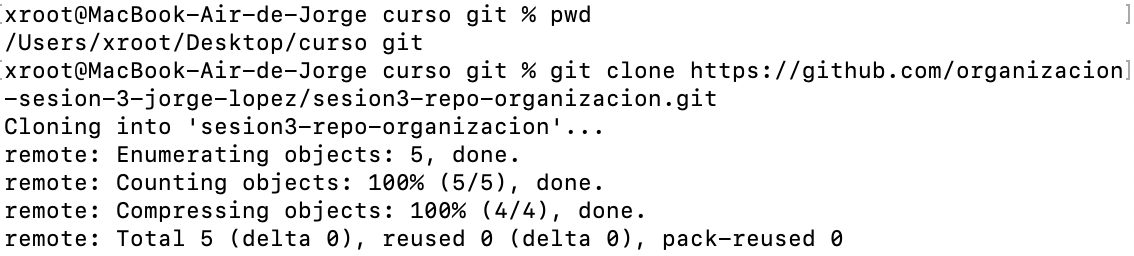 [xroot@MacBook-Air-de-Jorge curso git % pwd ]
/Users/xroot/Desktop/curso git
[xroot@MacBook-Air-de-Jorge curso git % git clone https://github.com/organizacion]
-sesion-3-jorge-lopez/sesion3-repo-organizacion.git
Cloning into 'sesion3-repo-organizacion'...
remote: Enumerating objects: 5, done.
remote: Counting objects: 100% (5/5), done.
remote: Compressing objects: 100% (4/4), done.
remote: Total 5 (delta 0), reused 0 (delta 0), pack-reused 0